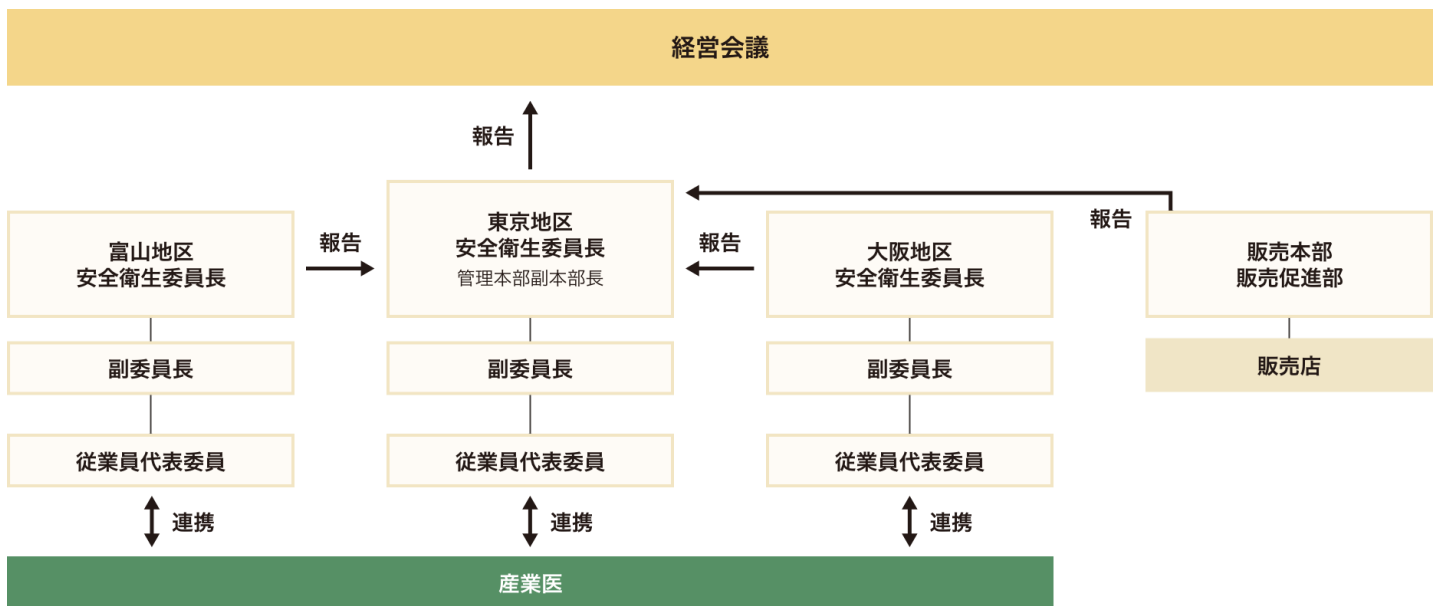 経営会議
報告
東京地区
安全衛生委員長
管理本部副本部長
報告
富山地区
安全衛生委員長
報告
報告
大阪地区
安全衛生委員長
販売本部
販売促進部
副委員長
副委員長
副委員長
販売店
従業員代表委員
従業員代表委員
従業員代表委員
連携
連携
連携
産業医